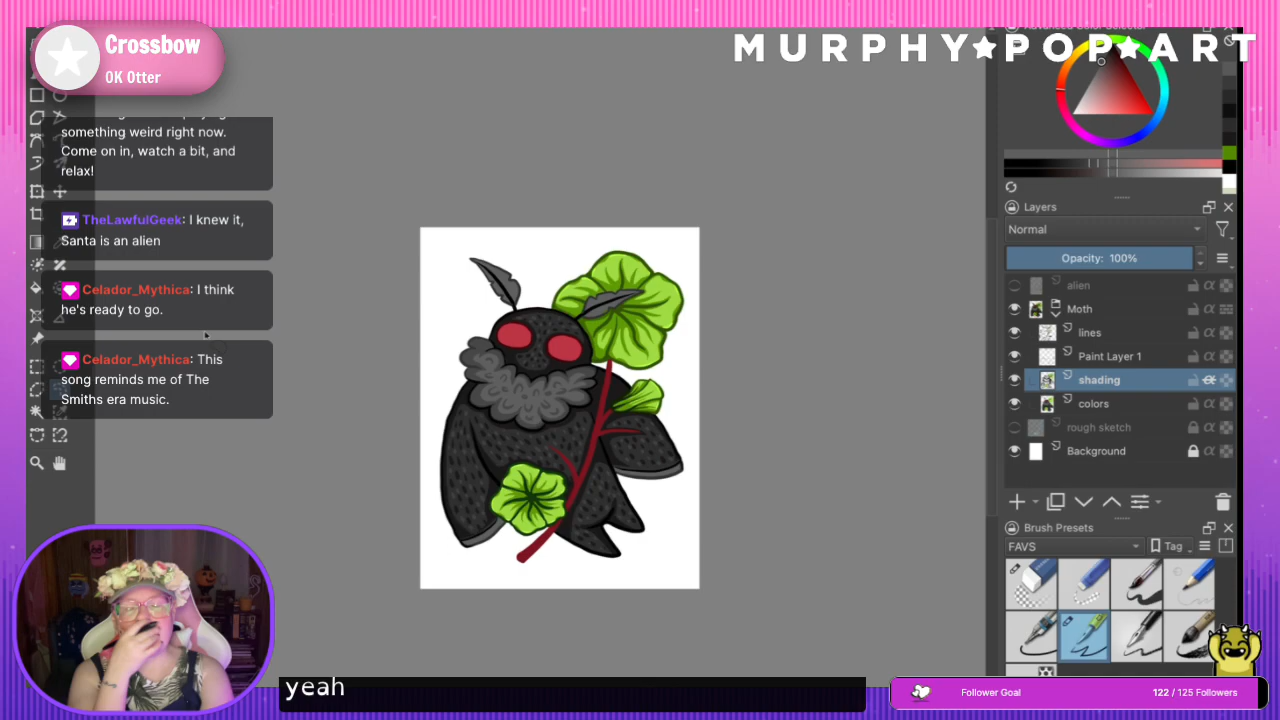 Crossbow
OK Otter
MURPHY★POP★ART
something weird right now.
Come on in, watch a bit, and
relax!
TheLawfulGeek: I knew it,
Santa is an alien
Celador_Mythica: I think
he's ready to go.
Celador_Mythica: This
song reminds me of The
Smiths era music.
Layers
Normal
Opacity: 100%
alien
Moth
lines
Paint Layer 1
shading
colors
rough sketch
Background
Brush Presets
FAVS
Tag
yeah
Follower Goal
122 / 125 Followers